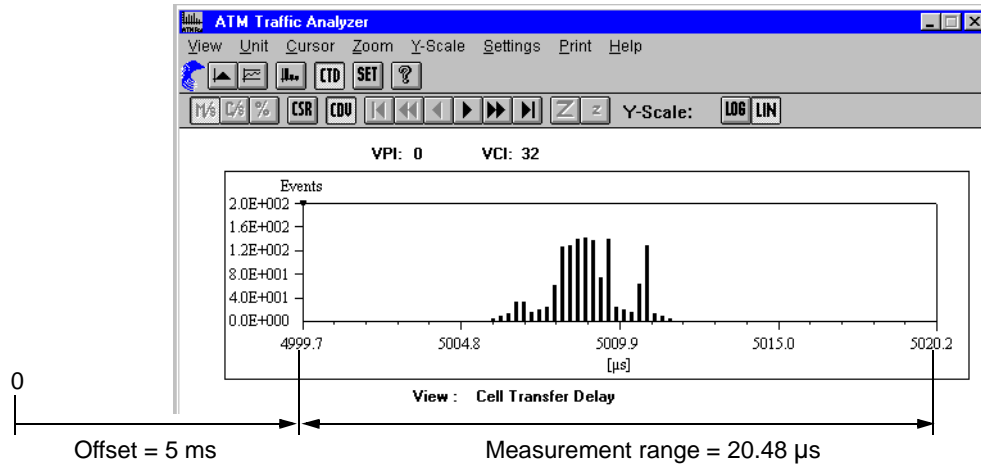 ATM Traffic Analyzer
View Unit Cursor Zoom Y-Scale Settings Print Help
CTD SET ?
M/s C/s % CSR CDV Z z Y-Scale: LOG LIN
VPI: 0 VCI: 32
Events
2.0E+002
1.6E+002
1.2E+002
8.0E+001
4.0E+001
0.0E+000
4999.7 5004.8 5009.9 5015.0 5020.2
[µs]
View : Cell Transfer Delay
0
Offset = 5 ms Measurement range = 20.48 µs